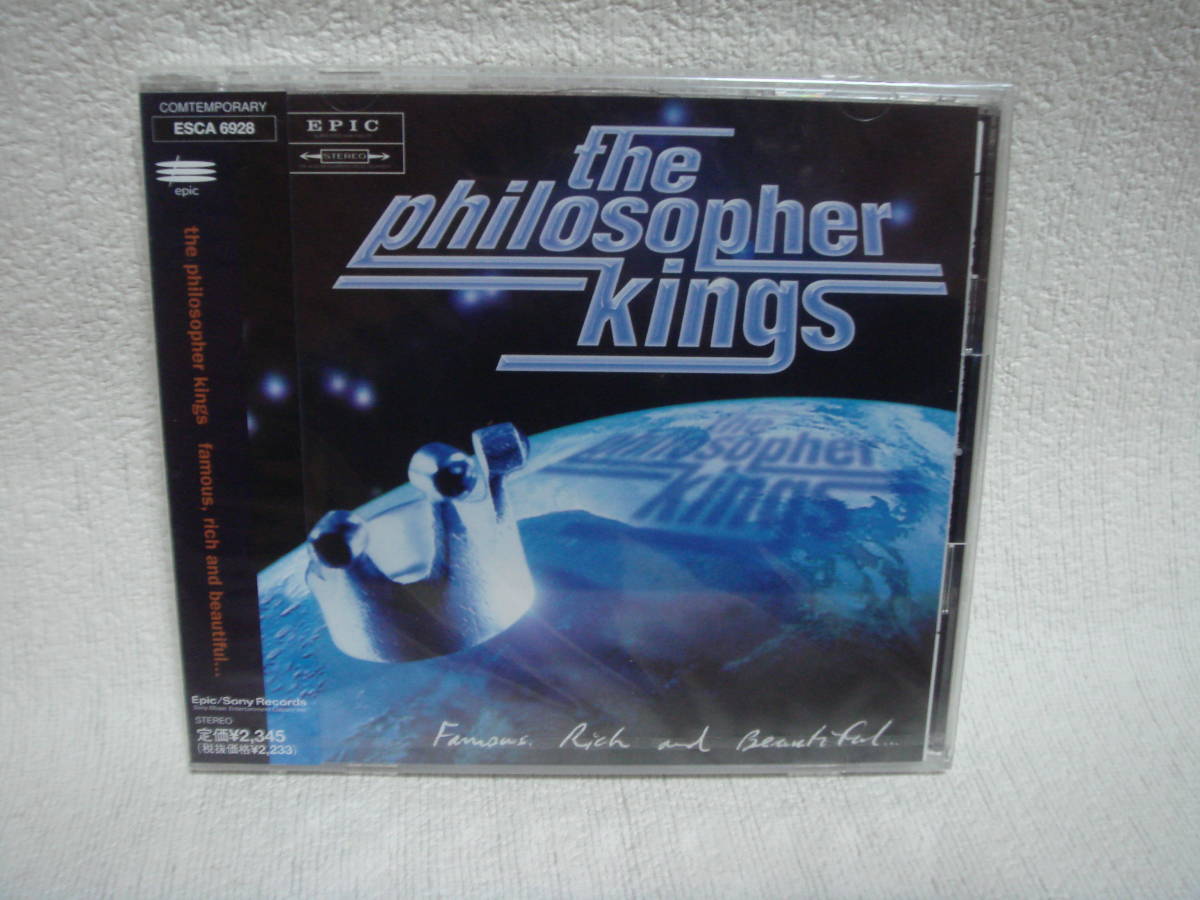 COMTEMPORARY
ESCA 6928
epic
the philosopher kings famous, rich and beautiful...
Epic/Sony Records
STEREO
定価¥2,345
(税抜価格¥2,233)
EPIC
STEREO
the
philosopher
kings
the
philosopher
kings
Famous, Rich and Beautiful...